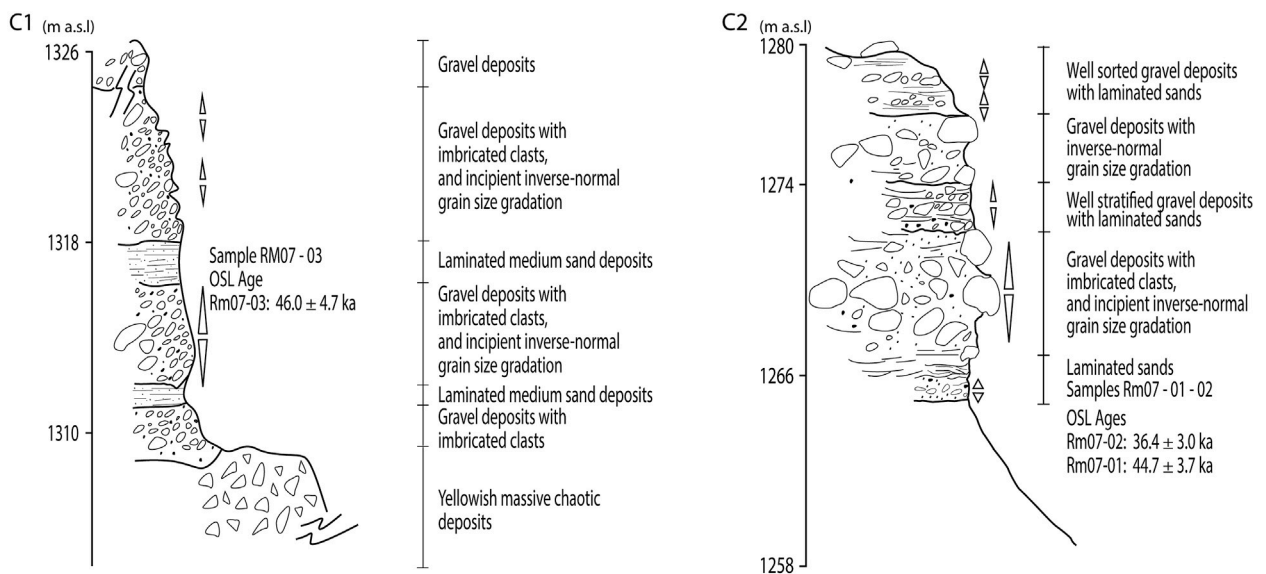 C1 (m a.s.l)
1326
1318
1310
Sample RM07 - 03
OSL Age
Rm07-03: 46.0 ± 4.7 ka
Gravel deposits
Gravel deposits with
imbricated clasts,
and incipient inverse-normal
grain size gradation
Laminated medium sand deposits
Gravel deposits with
imbricated clasts,
and incipient inverse-normal
grain size gradation
Laminated medium sand deposits
Gravel deposits with
imbricated clasts
Yellowish massive chaotic
deposits
C2 (m a.s.l)
1280
1274
1266
1258
Well sorted gravel deposits
with laminated sands
Gravel deposits with
inverse-normal
grain size gradation
Well stratified gravel deposits
with laminated sands
Gravel deposits with
imbricated clasts,
and incipient inverse-normal
grain size gradation
Laminated sands
Samples Rm07 - 01 - 02
OSL Ages
Rm07-02: 36.4 ± 3.0 ka
Rm07-01: 44.7 ± 3.7 ka